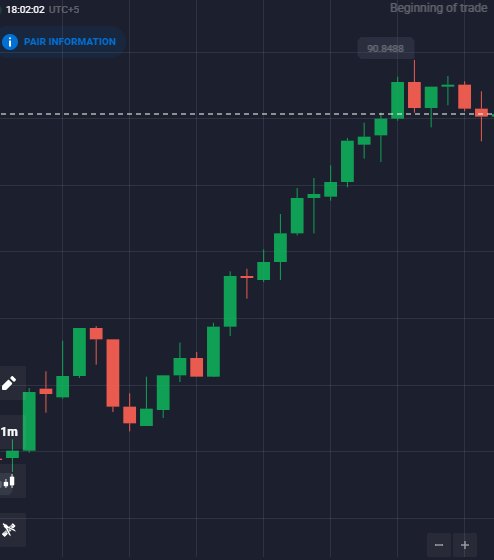 18:02:02 UTC+5
Beginning of trade
PAIR INFORMATION
90.8488
1m